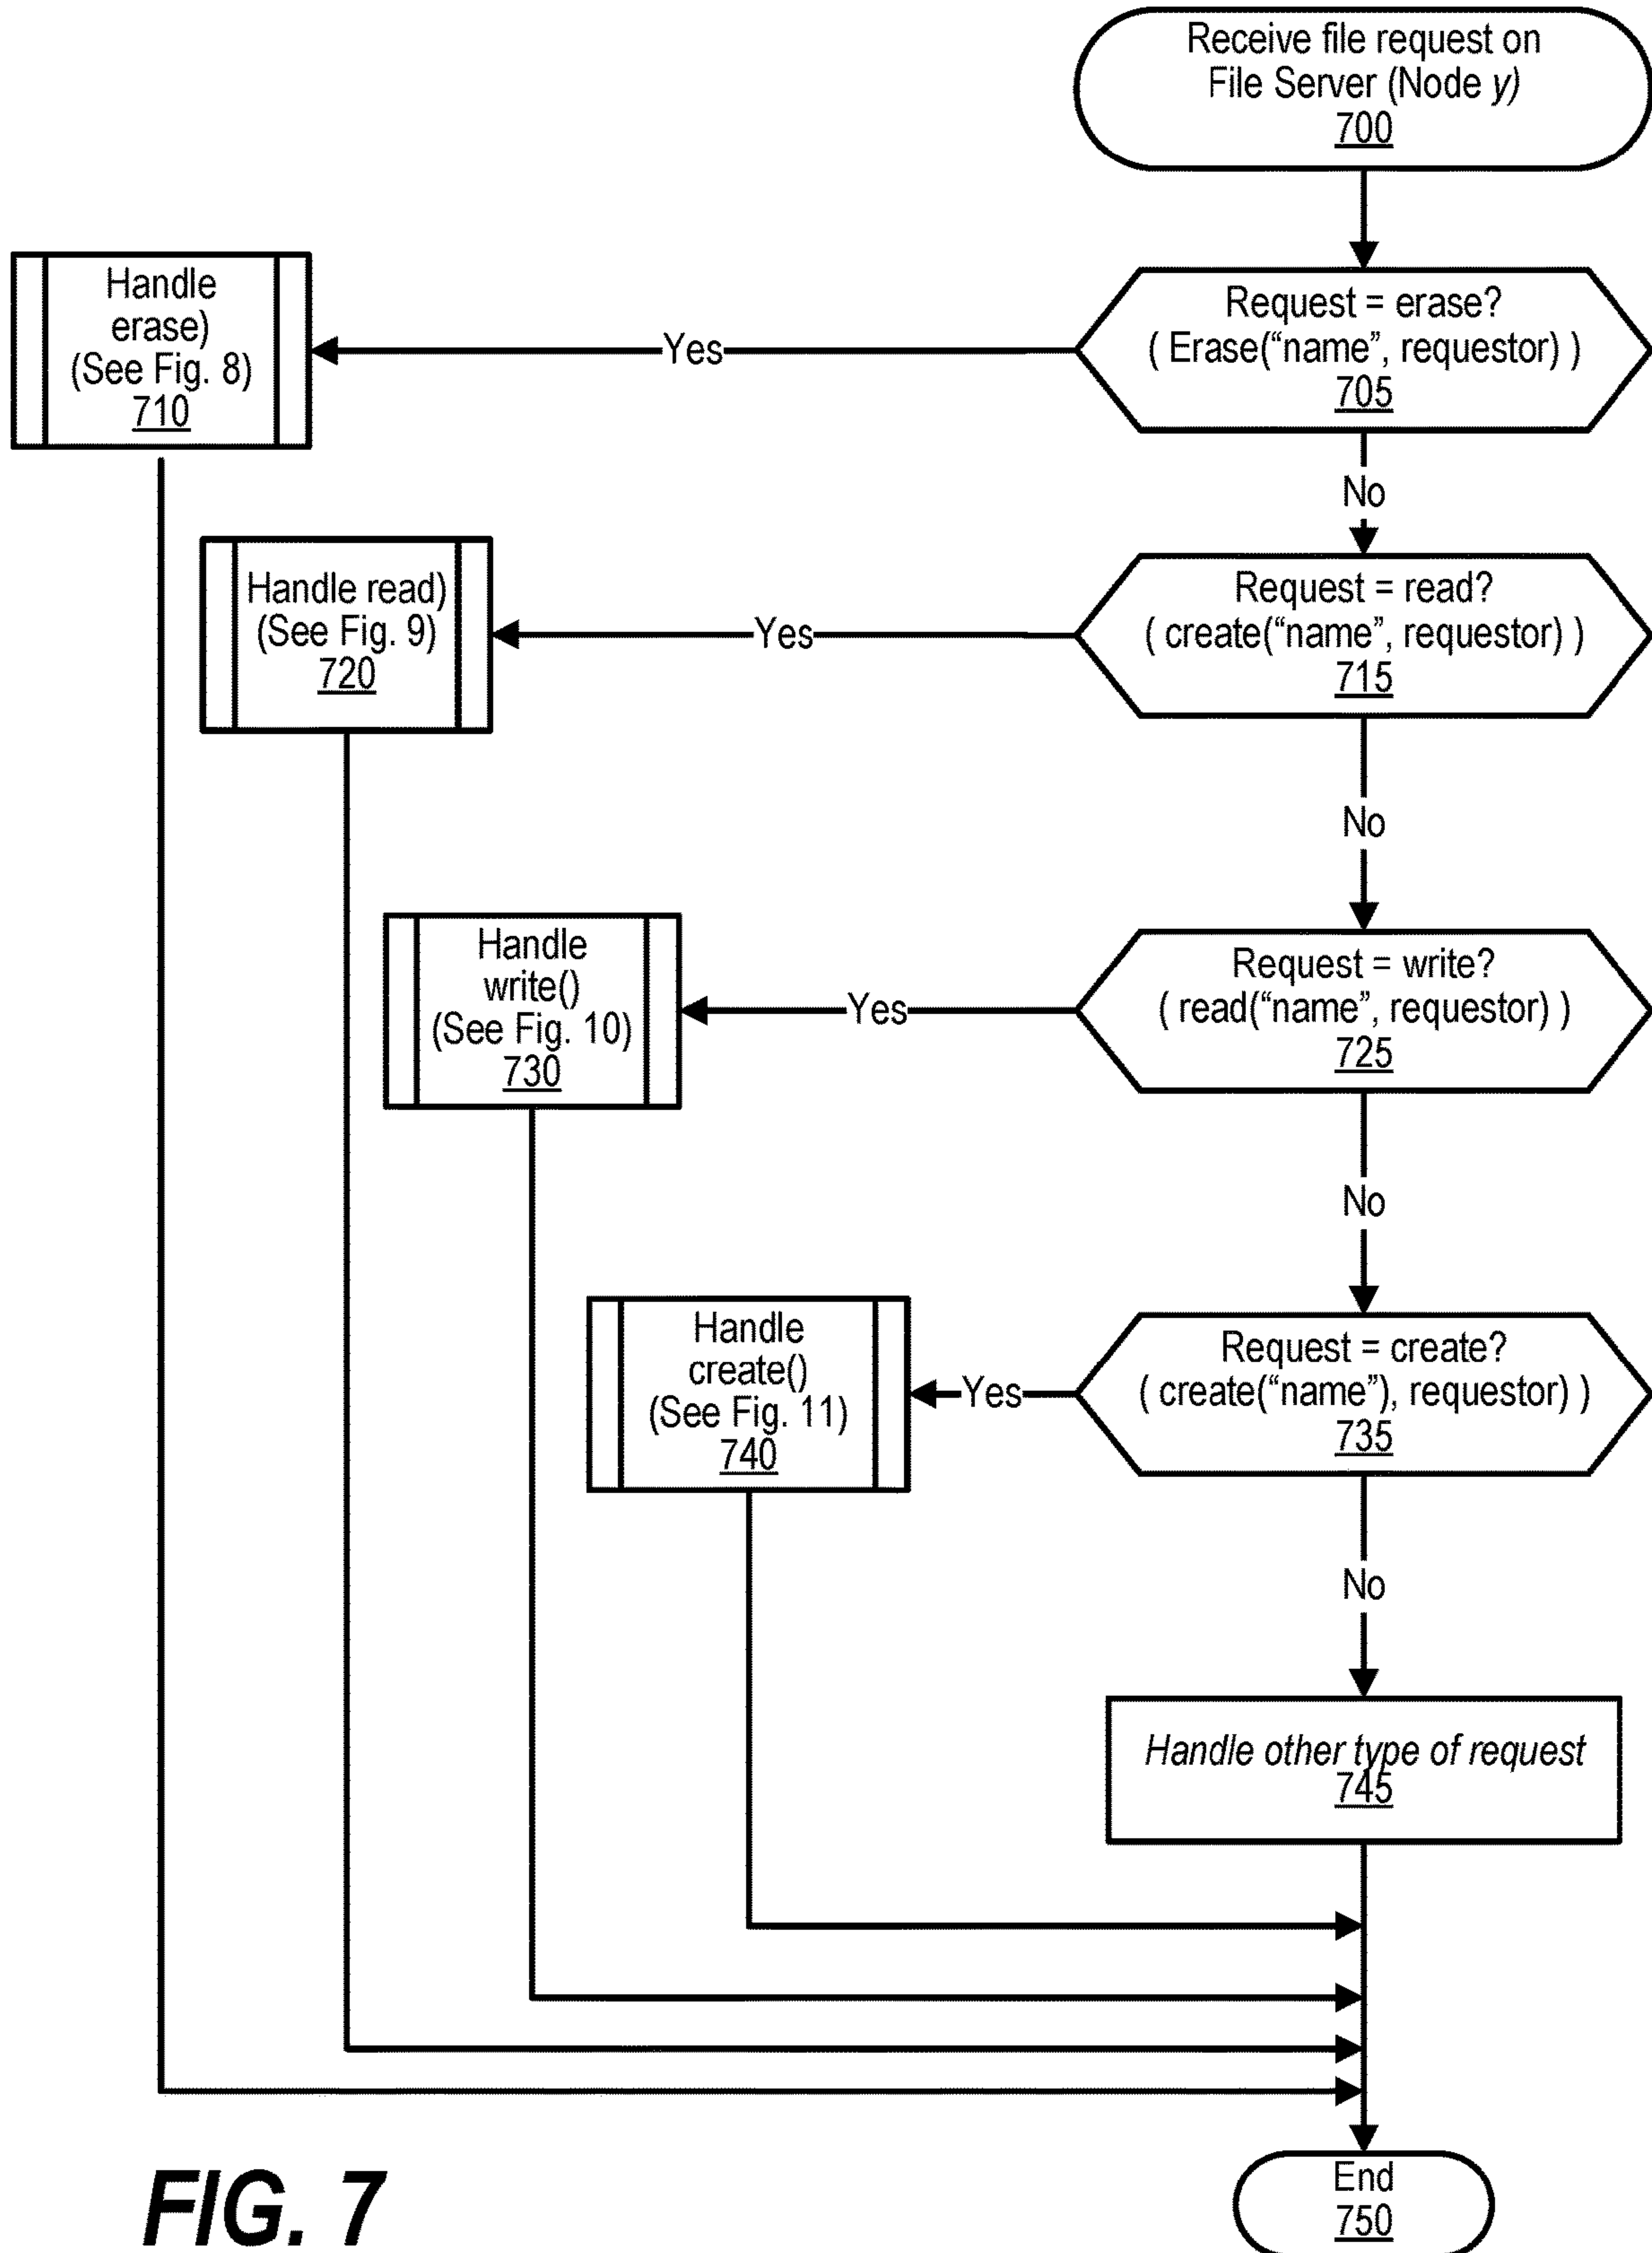 Receive file request on
File Server (Node y)
700
Handle
erase)
(See Fig. 8)
710
Yes
Request = erase?
( Erase("name", requestor) )
705
No
Handle read)
(See Fig. 9)
720
Yes
Request = read?
( create("name", requestor) )
715
No
Handle
write()
(See Fig. 10)
730
Yes
Request = write?
( read("name", requestor) )
725
No
Handle
create()
(See Fig. 11)
740
Yes
Request = create?
( create("name"), requestor) )
735
No
Handle other type of request
745
End
750
FIG. 7